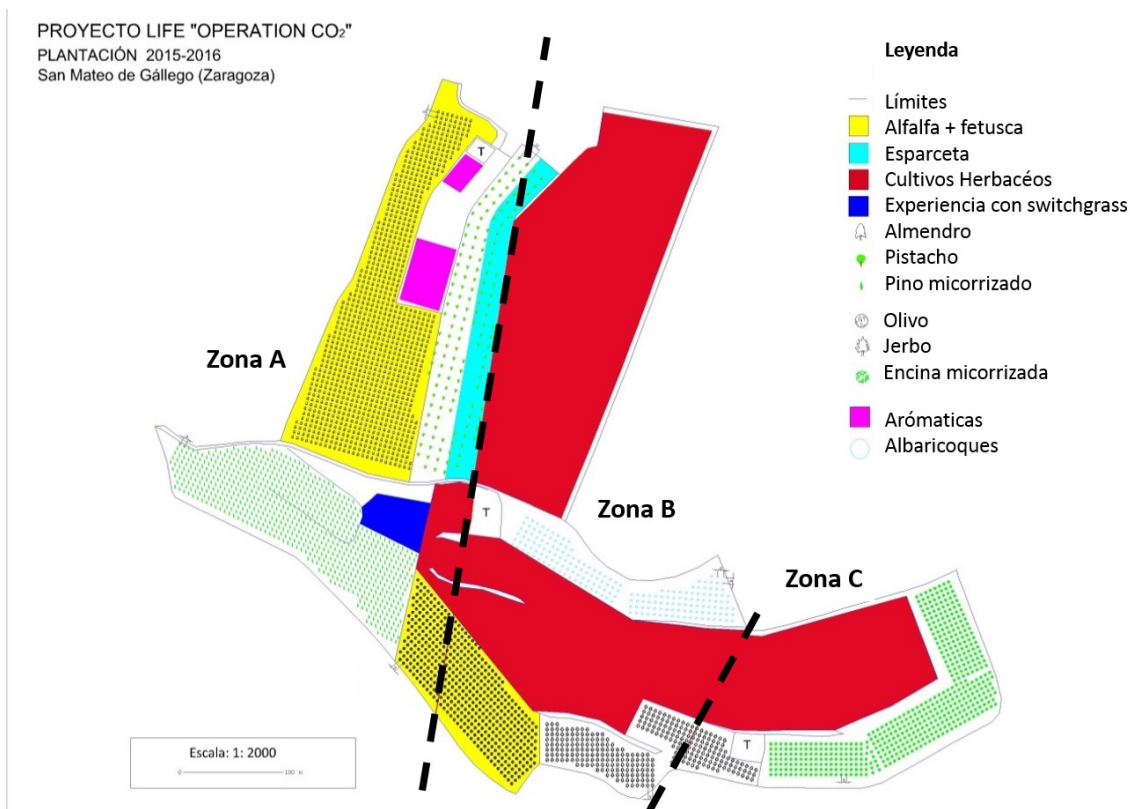 PROYECTO LIFE "OPERATION CO₂"
PLANTACIÓN 2015-2016
San Mateo de Gállego (Zaragoza)
Leyenda
Límites
Alfalfa + fetusca
Esparceta
Cultivos Herbacéos
Experiencia con switchgrass
Almendro
Pistacho
Pino micorrizado
Olivo
Jerbo
Encina micorrizada
Arómaticas
Albaricoques
T
Zona A
Zona B
T
Zona C
T
Escala: 1: 2000
0
100 m